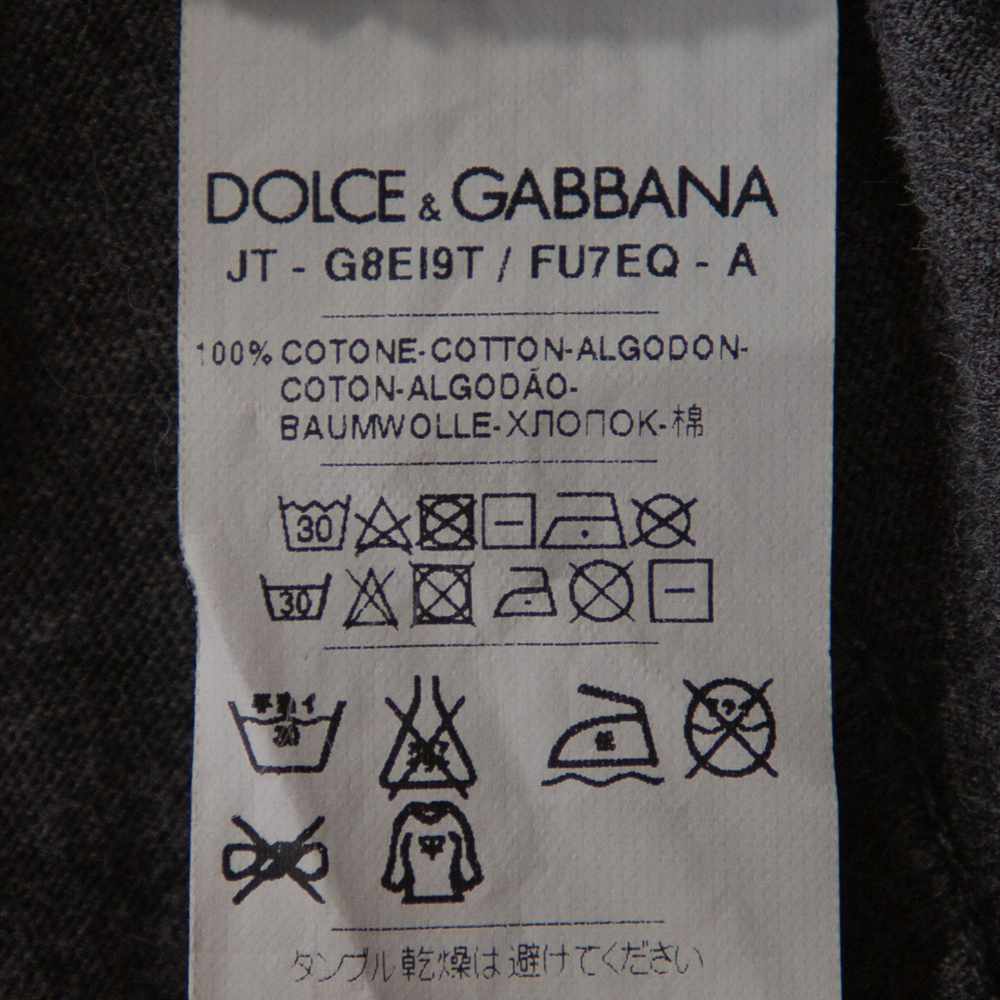 DOLCE & GABBANA
JT - G8EI9T / FU7EQ - A
100% COTONE-COTTON-ALGODON-
COTON-ALGODÃO-
BAUMWOLLE-ХЛОПОК-棉
30
30
30
タンブル乾燥は避けてください